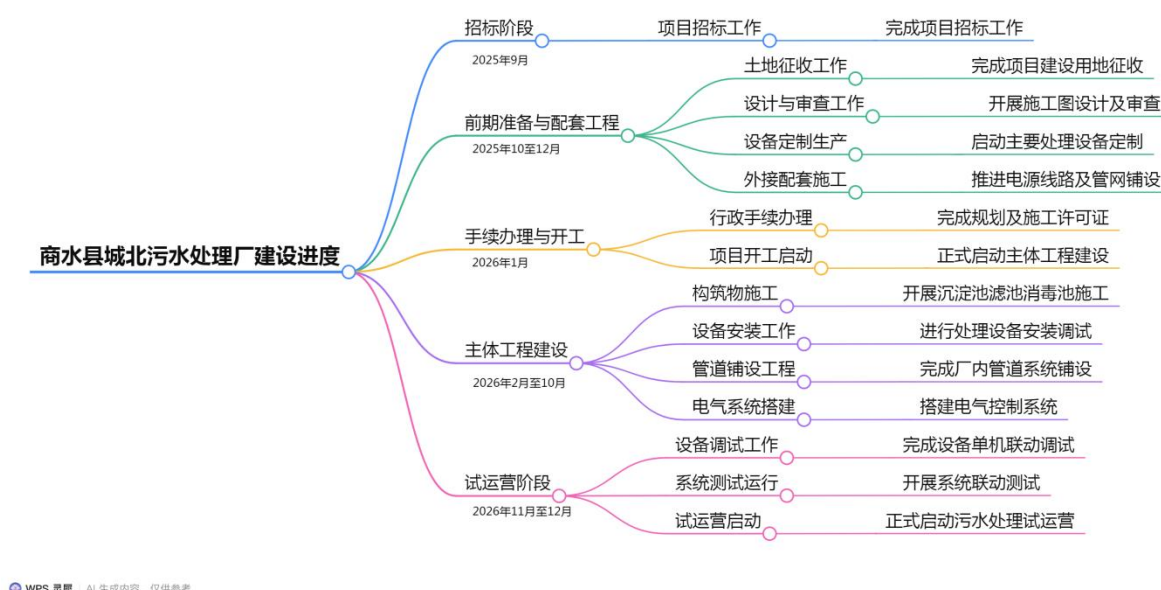 商水县城北污水处理厂建设进度
招标阶段
2025年9月
项目招标工作
完成项目招标工作
前期准备与配套工程
2025年10至12月
土地征收工作
完成项目建设用地征收
设计与审查工作
开展施工图设计及审查
设备定制生产
启动主要处理设备定制
外接配套施工
推进电源线路及管网铺设
手续办理与开工
2026年1月
行政手续办理
完成规划及施工许可证
项目开工启动
正式启动主体工程建设
主体工程建设
2026年2月至10月
构筑物施工
开展沉淀池滤池消毒池施工
设备安装工作
进行处理设备安装调试
管道铺设工程
完成厂内管道系统铺设
电气系统搭建
搭建电气控制系统
试运营阶段
2026年11月至12月
设备调试工作
完成设备单机联动调试
系统测试运行
开展系统联动测试
试运营启动
正式启动污水处理试运营
WPS 灵犀 AI 生成内容，仅供参考